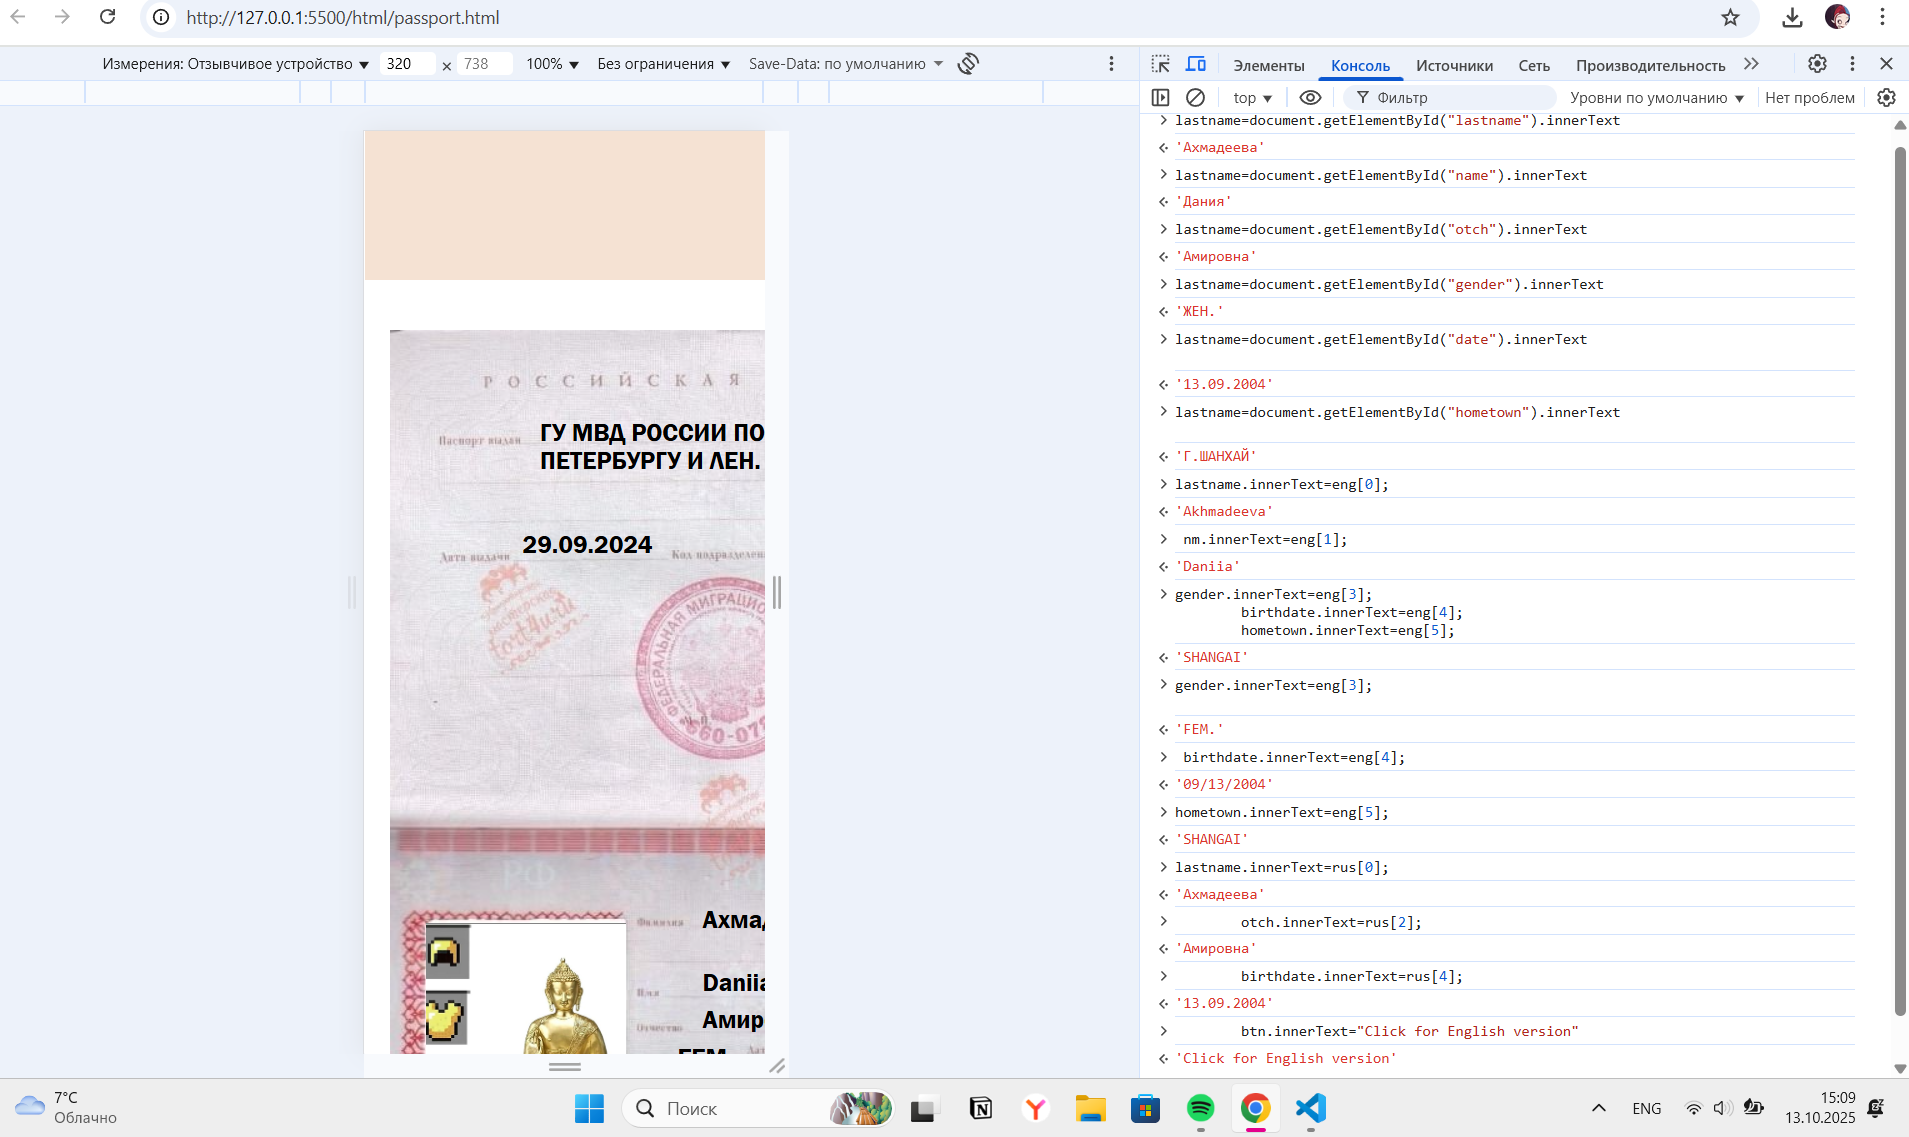 http://127.0.0.1:5500/html/passport.html
Измерения: Отзывчивое устройство ▼ 320 × 738 100% ▼ Без ограничения ▼ Save-Data: по умолчанию
Элементы Консоль Источники Сеть Производительность
top ▼ Фильтр Уровни по умолчанию ▼ Нет проблем
РОССИЙСКАЯ
Паспорт выдан
ГУ МВД РОССИИ ПО
ПЕТЕРБУРГУ И ЛЕН.
Дата выдачи 29.09.2024 Код подразделен
ФЕДЕРАЛЬНАЯ МИГРАЦИО
М.П.
РФ
Фамилия Ахмад
Имя Daniia
Отчество Амир
FEM
lastname=document.getElementById("lastname").innerText
'Ахмадеева'
lastname=document.getElementById("name").innerText
'Дания'
lastname=document.getElementById("otch").innerText
'Амировна'
lastname=document.getElementById("gender").innerText
'ЖЕН.'
lastname=document.getElementById("date").innerText
'13.09.2004'
lastname=document.getElementById("hometown").innerText
'Г.ШАНХАЙ'
lastname.innerText=eng[0];
'Akhmadeeva'
nm.innerText=eng[1];
'Daniia'
gender.innerText=eng[3];
birthdate.innerText=eng[4];
hometown.innerText=eng[5];
'SHANGAI'
gender.innerText=eng[3];
'FEM.'
birthdate.innerText=eng[4];
'09/13/2004'
hometown.innerText=eng[5];
'SHANGAI'
lastname.innerText=rus[0];
'Ахмадеева'
otch.innerText=rus[2];
'Амировна'
birthdate.innerText=rus[4];
'13.09.2004'
btn.innerText="Click for English version"
'Click for English version'
7°C
Облачно
Поиск
ENG
15:09
13.10.2025